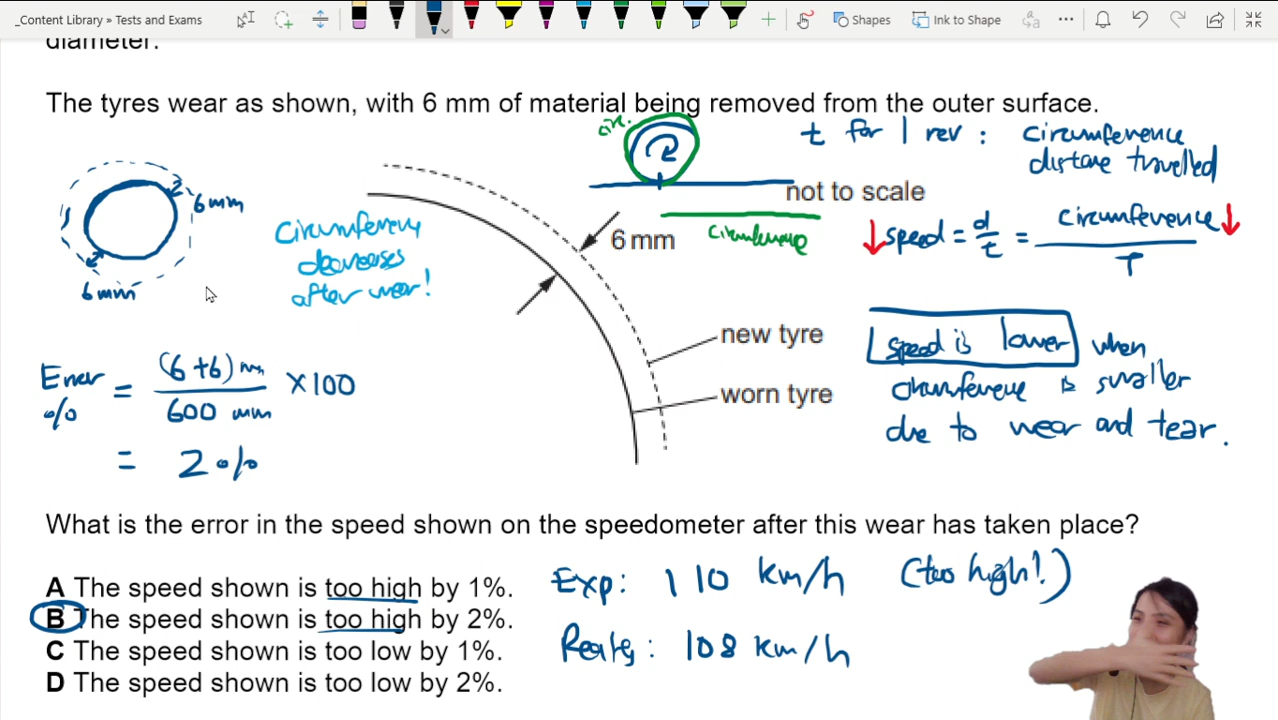 _Content Library » Tests and Exams
Shapes
Ink to Shape
diameter.
The tyres wear as shown, with 6 mm of material being removed from the outer surface.
t for 1 rev : circumference
distance travelled
6mm
6mm
circumference
decreases
after wear!
6 mm
circumference
not to scale
↓speed = d/t = circumference↓ / T
new tyre
worn tyre
speed is lower when
circumference is smaller
due to wear and tear.
Error % = (6+6) mm / 600 mm ×100
= 2%
What is the error in the speed shown on the speedometer after this wear has taken place?
A The speed shown is too high by 1%.
B The speed shown is too high by 2%.
C The speed shown is too low by 1%.
D The speed shown is too low by 2%.
Exp: 110 km/h (too high!)
Reality: 108 km/h